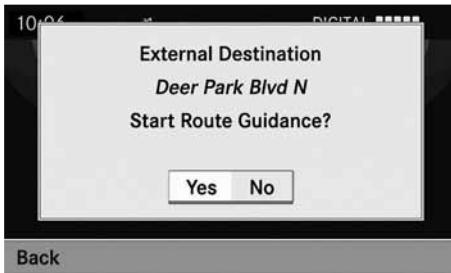 External Destination
Deer Park Blvd N
Start Route Guidance?
Yes No
Back